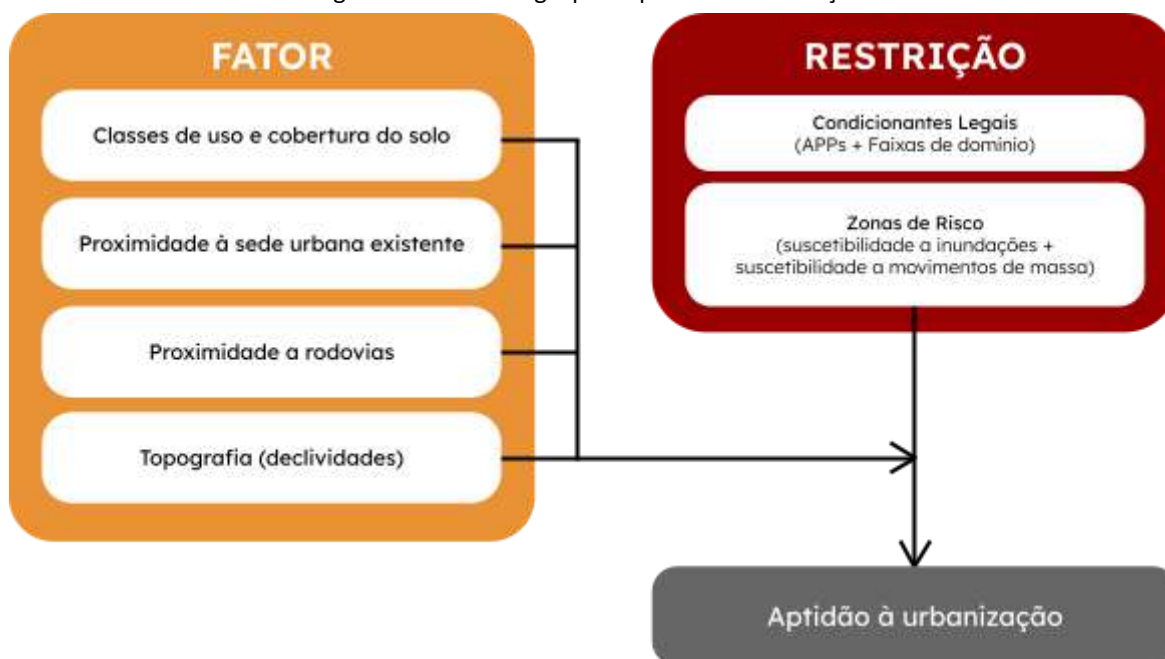 FATOR
Classes de uso e cobertura do solo
Proximidade à sede urbana existente
Proximidade a rodovias
Topografia (declividades)
RESTRIÇÃO
Condicionantes Legais
(APPs + Faixas de domínio)
Zonas de Risco
(suscetibilidade a inundações +
suscetibilidade a movimentos de massa)
Aptidão à urbanização